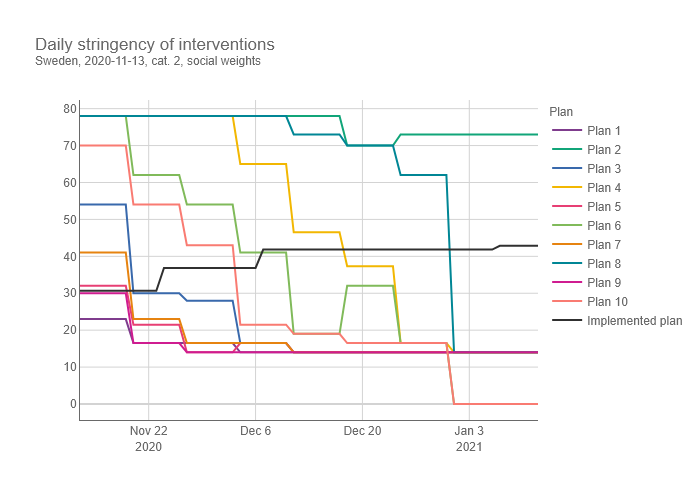 Daily stringency of interventions
Sweden, 2020-11-13, cat. 2, social weights
80
70
60
50
40
30
20
10
0
Nov 22
2020
Dec 6
Dec 20
Jan 3
2021
Plan
Plan 1
Plan 2
Plan 3
Plan 4
Plan 5
Plan 6
Plan 7
Plan 8
Plan 9
Plan 10
Implemented plan